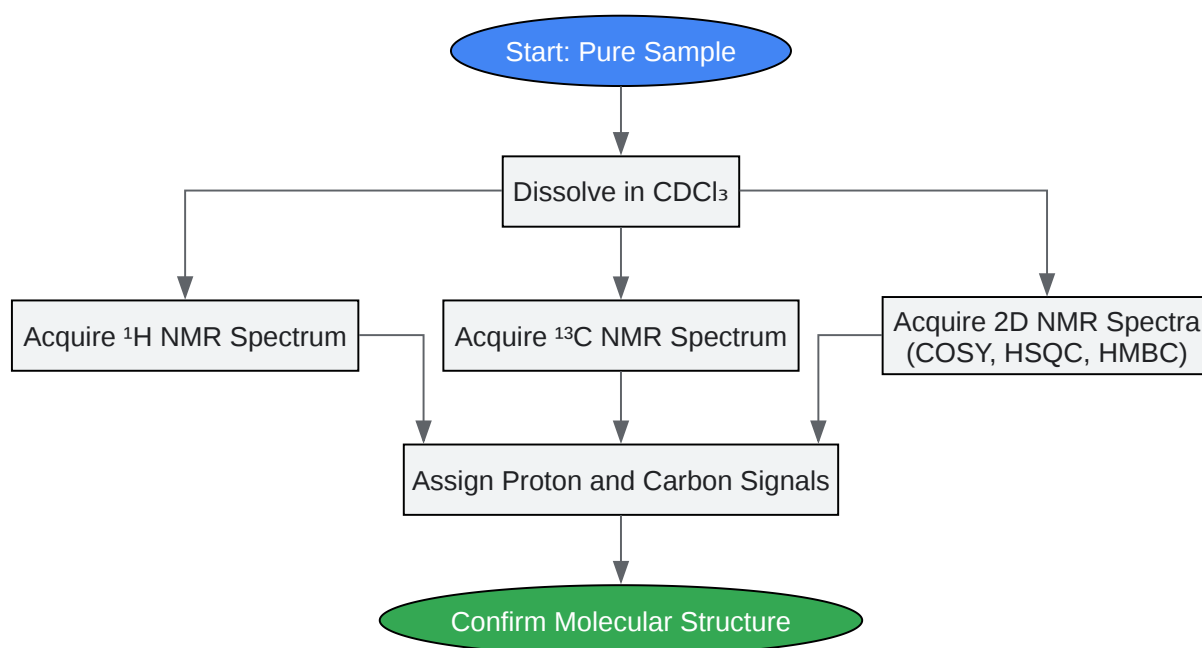 Start: Pure Sample
Dissolve in CDCl₃
Acquire ¹H NMR Spectrum
Acquire ¹³C NMR Spectrum
Acquire 2D NMR Spectra
(COSY, HSQC, HMBC)
Assign Proton and Carbon Signals
Confirm Molecular Structure